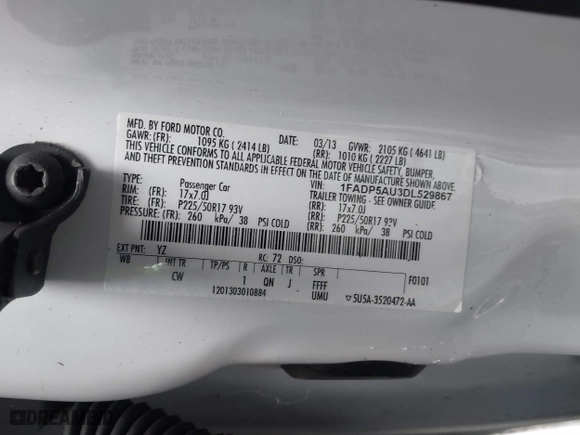 MFD. BY FORD MOTOR CO.
DATE: 03/13 GVWR: 2105 KG ( 4641 LB)
GAWR: (FR): 1095 KG ( 2414 LB) (RR): 1010 KG ( 2227 LB)
THIS VEHICLE CONFORMS TO ALL APPLICABLE FEDERAL MOTOR VEHICLE SAFETY, BUMPER,
AND THEFT PREVENTION STANDARDS IN EFFECT ON THE DATE OF MANUFACTURE SHOWN ABOVE.
VIN: 1FADP5AU3DL529867
TYPE: Passenger Car TRAILER TOWING - SEE OWNER GUIDE
RIM: (FR): 17x7.0J (RR): 17x7.0J
TIRE: (FR): P225/50R17 93V (RR): P225/50R17 93V
AT (FR): 260 kPa/ 38 PSI COLD (RR): 260 kPa/ 38 PSI COLD
EXT PNT: YZ RC: 72 DSO: F0101
WB INT TR TP/PS R AXLE TR SPR
CW 1 QN J FFFF
1201303010884 UMU 5U5A-3520472-AA
DREAMBID